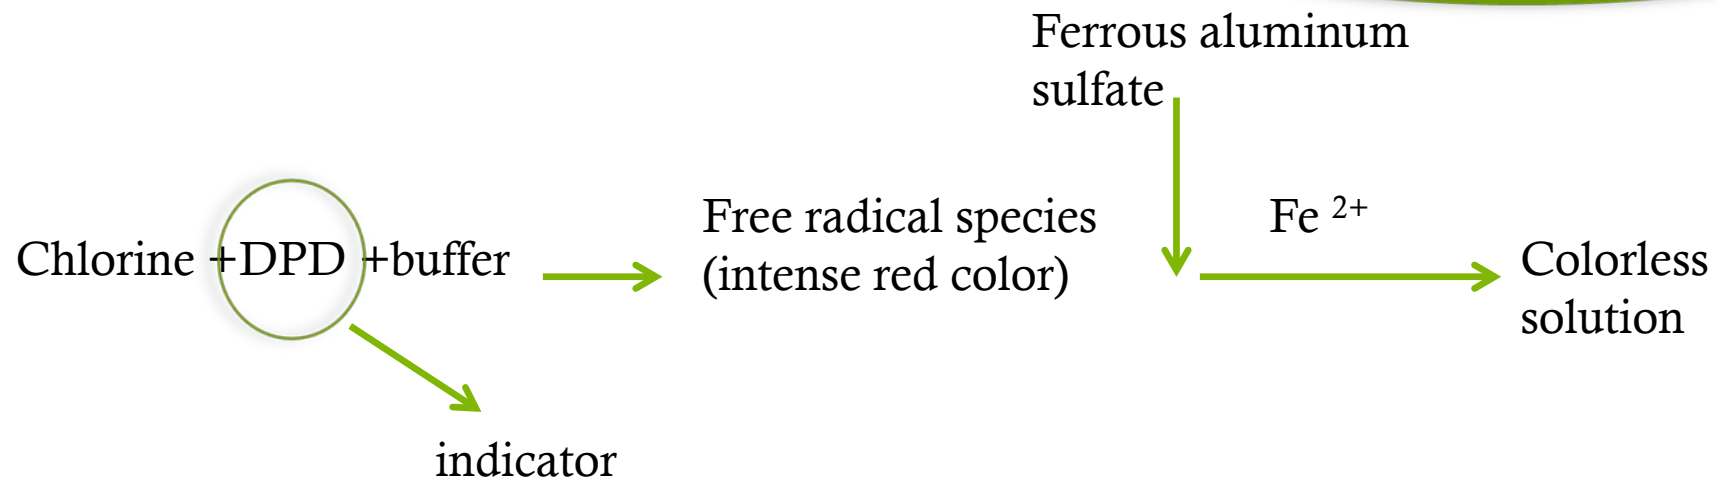 Ferrous aluminum
sulfate
Chlorine +DPD +buffer
Free radical species
(intense red color)
Fe 2+
Colorless
solution
indicator